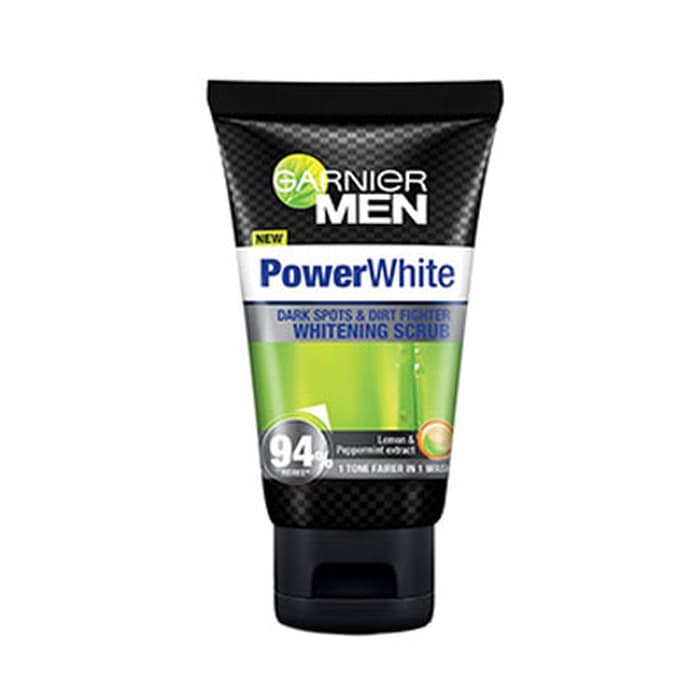 GARNIER
MEN
NEW
PowerWhite
DARK SPOTS & DIRT FIGHTER
WHITENING SCRUB
94%
Lemon &
Peppermint extract
1 TONE FAIRER IN 1 WASH